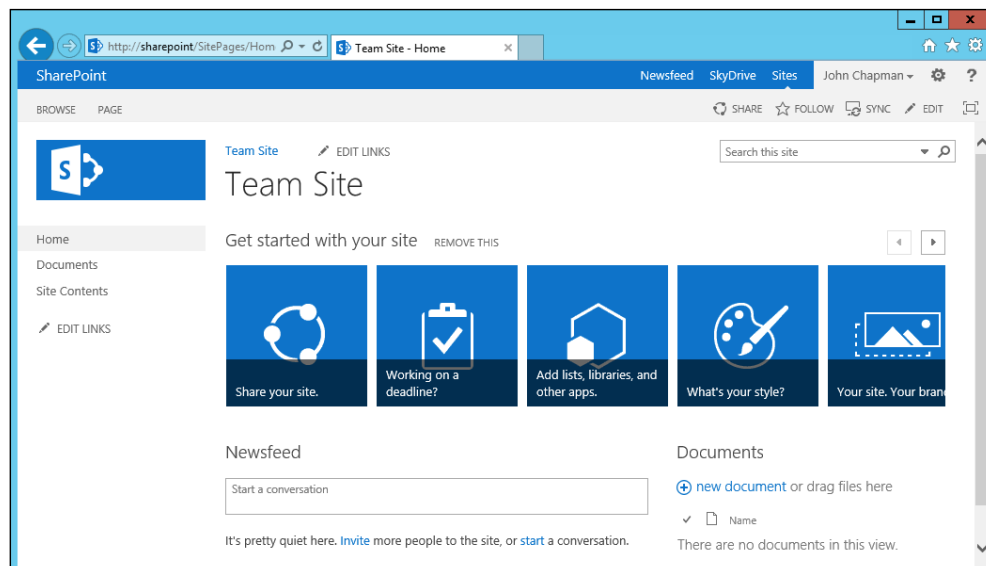 http://sharepoint/SitePages/Hom
Team Site - Home
SharePoint
Newsfeed SkyDrive Sites John Chapman ?
BROWSE PAGE
SHARE FOLLOW SYNC EDIT
S
Team Site EDIT LINKS
Search this site
Team Site
Home
Documents
Site Contents
EDIT LINKS
Get started with your site REMOVE THIS
Share your site.
Working on a
deadline?
Add lists, libraries, and
other apps.
What's your style?
Your site. Your bran
Newsfeed
Start a conversation
It's pretty quiet here. Invite more people to the site, or start a conversation.
Documents
new document or drag files here
Name
There are no documents in this view.